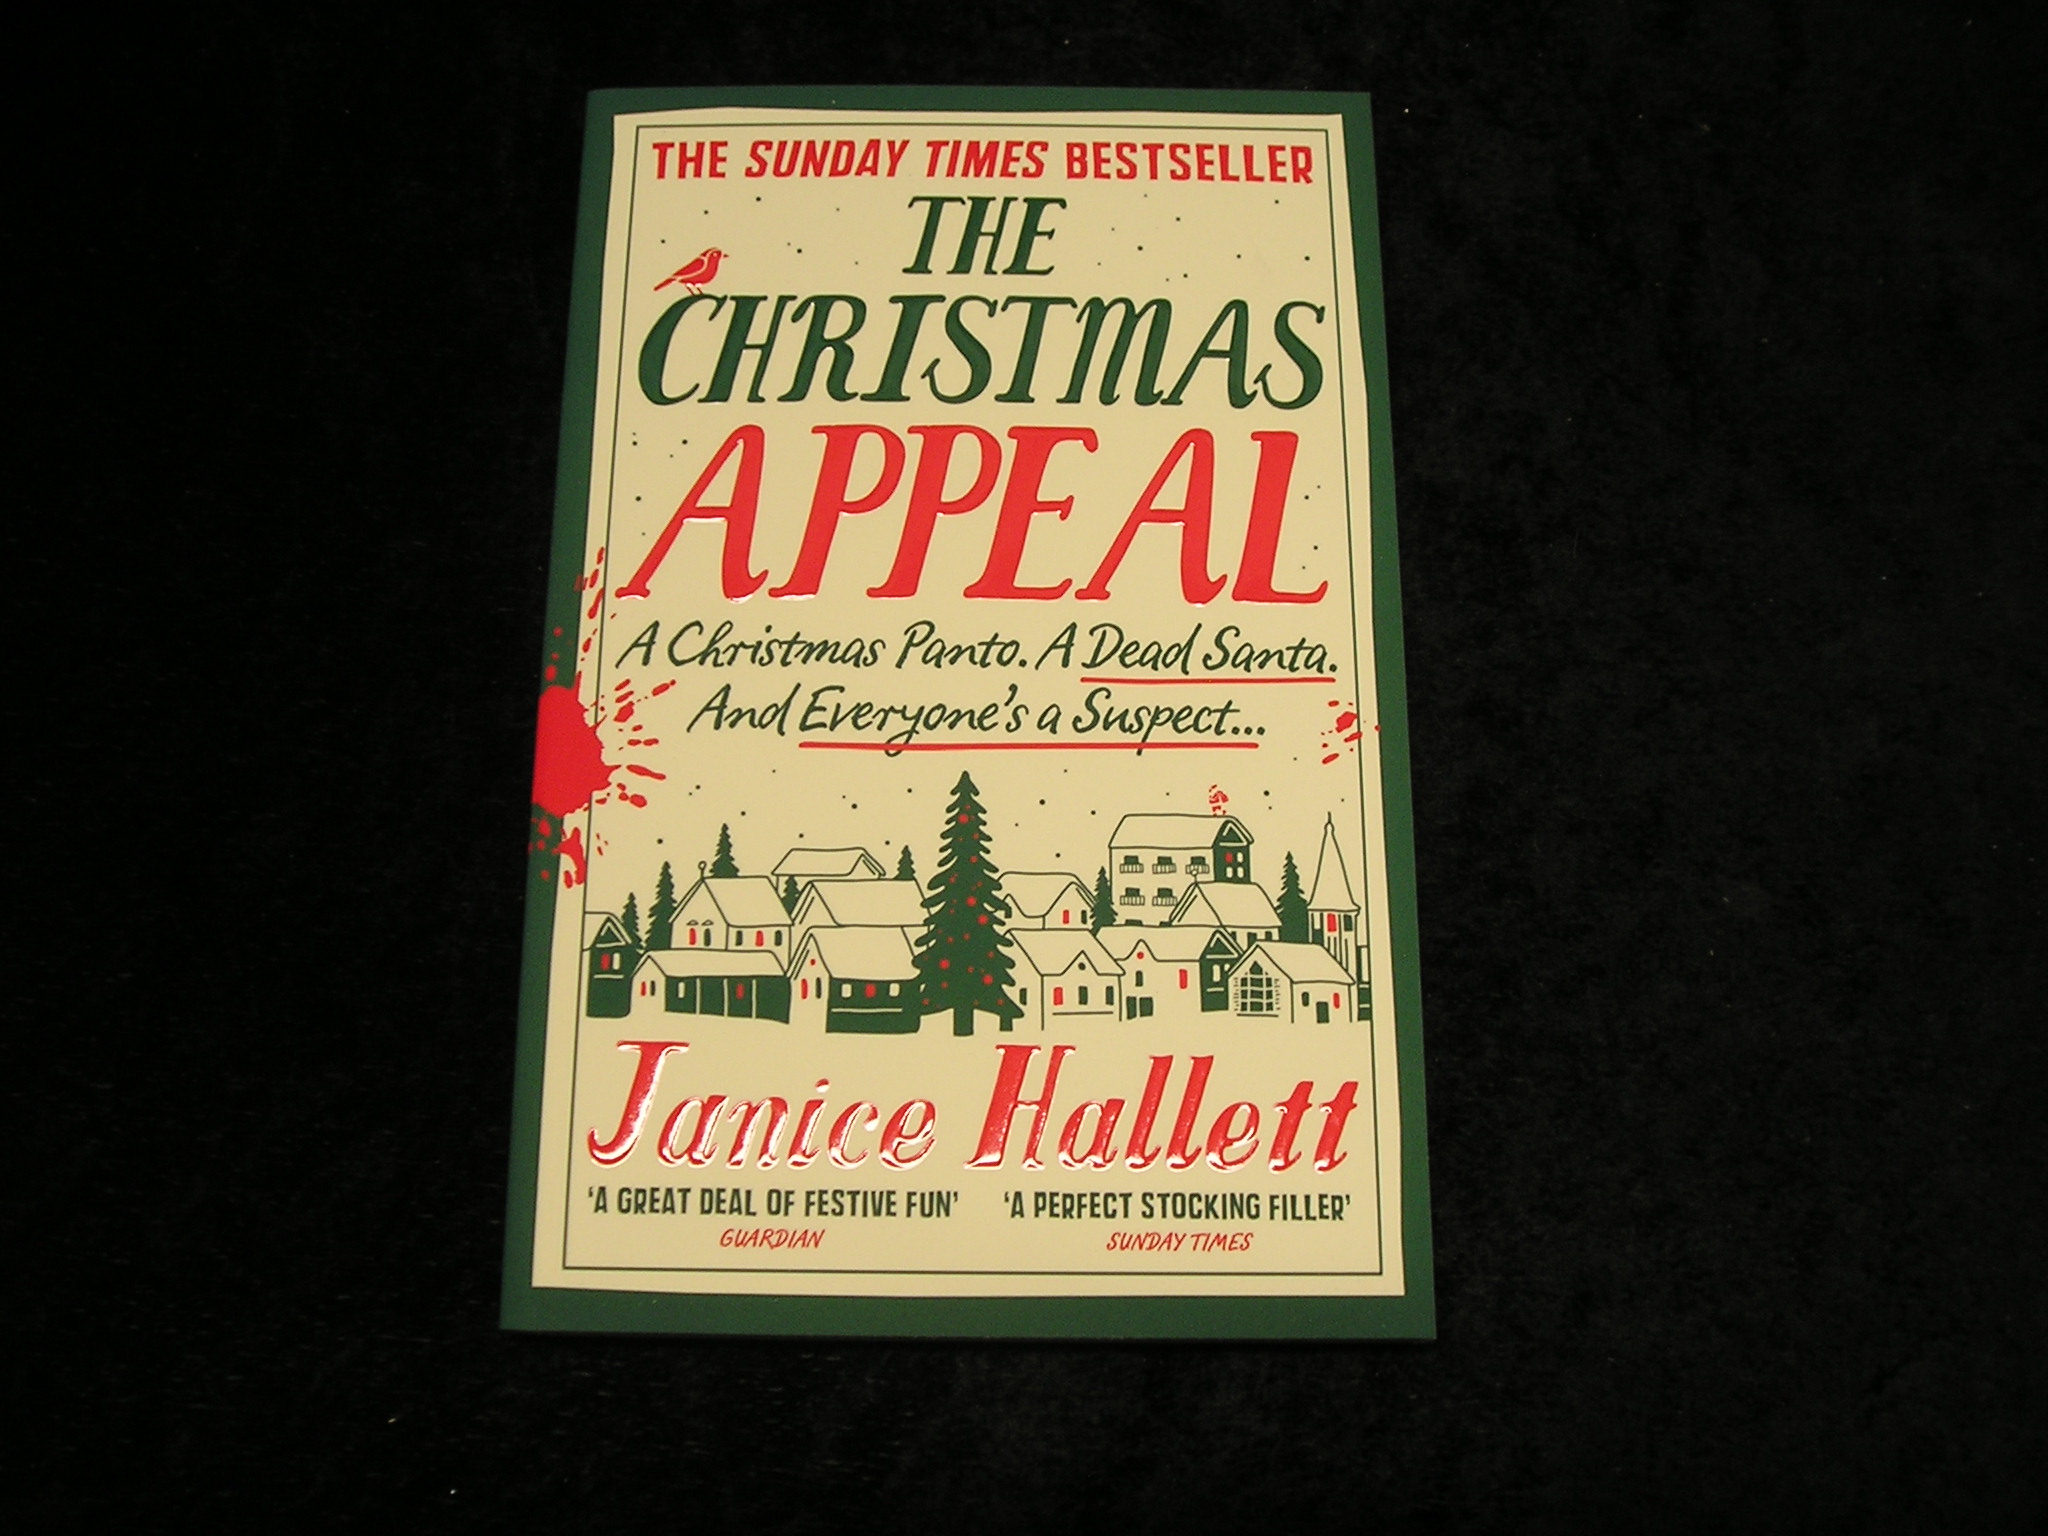 THE SUNDAY TIMES BESTSELLER
THE
CHRISTMAS
APPEAL
A Christmas Panto. A Dead Santa.
And Everyone's a Suspect...
Janice Hallett
'A GREAT DEAL OF FESTIVE FUN'
GUARDIAN
'A PERFECT STOCKING FILLER'
SUNDAY TIMES